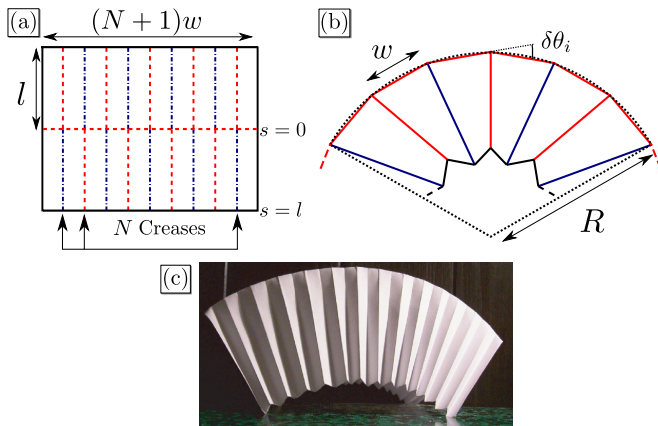 (a)
(N + 1)w
l
s = 0
s = l
N Creases
(b)
w
δθi
R
(c)